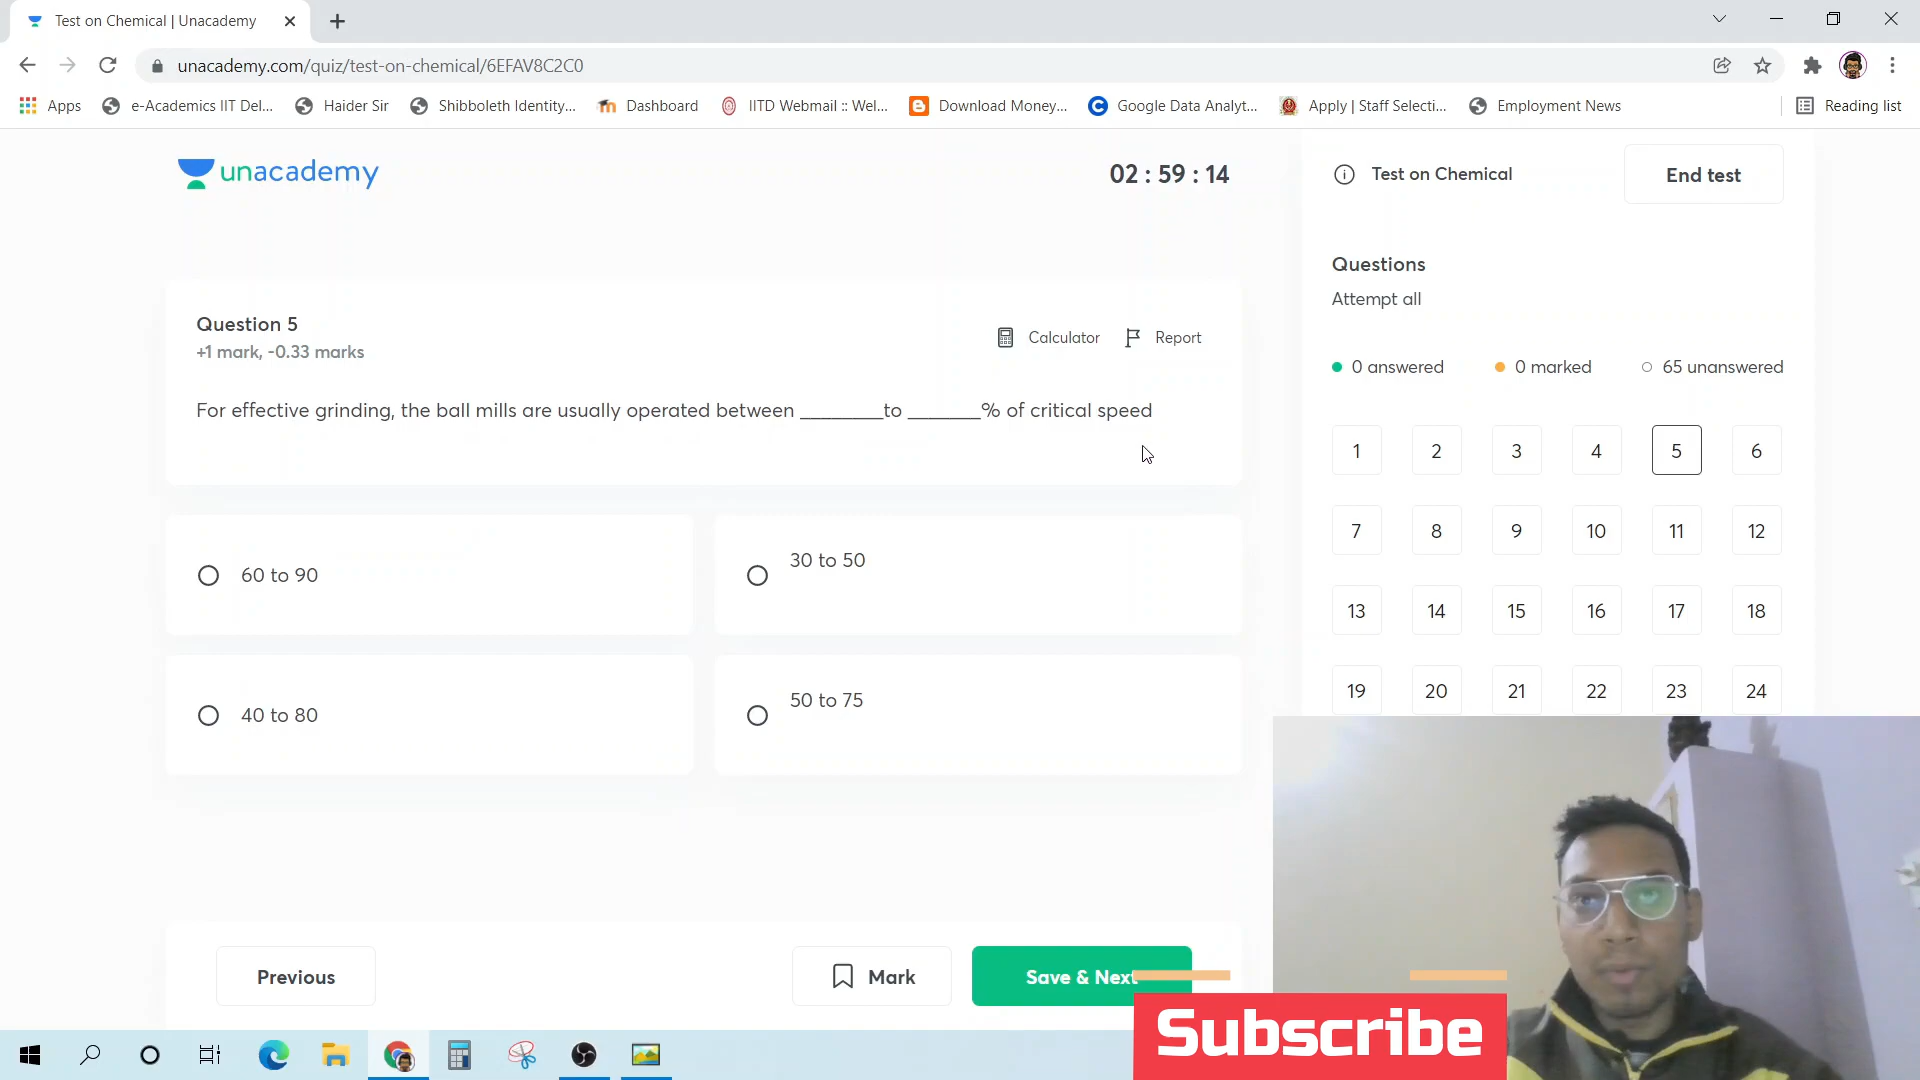 Test on Chemical | Unacademy
unacademy.com/quiz/test-on-chemical/6EFAV8C2C0
Apps e-Academics IIT Del... Haider Sir Shibboleth Identity... Dashboard IITD Webmail :: Wel... Download Money... Google Data Analyt... Apply | Staff Selecti... Employment News Reading list
unacademy 02 : 59 : 14 Test on Chemical End test
Questions
Attempt all
Question 5
+1 mark, -0.33 marks
Calculator Report
0 answered 0 marked 65 unanswered
For effective grinding, the ball mills are usually operated between ________to _______% of critical speed
1 2 3 4 5 6
7 8 9 10 11 12
13 14 15 16 17 18
19 20 21 22 23 24
60 to 90
30 to 50
40 to 80
50 to 75
Previous Mark Save & Next
Subscribe